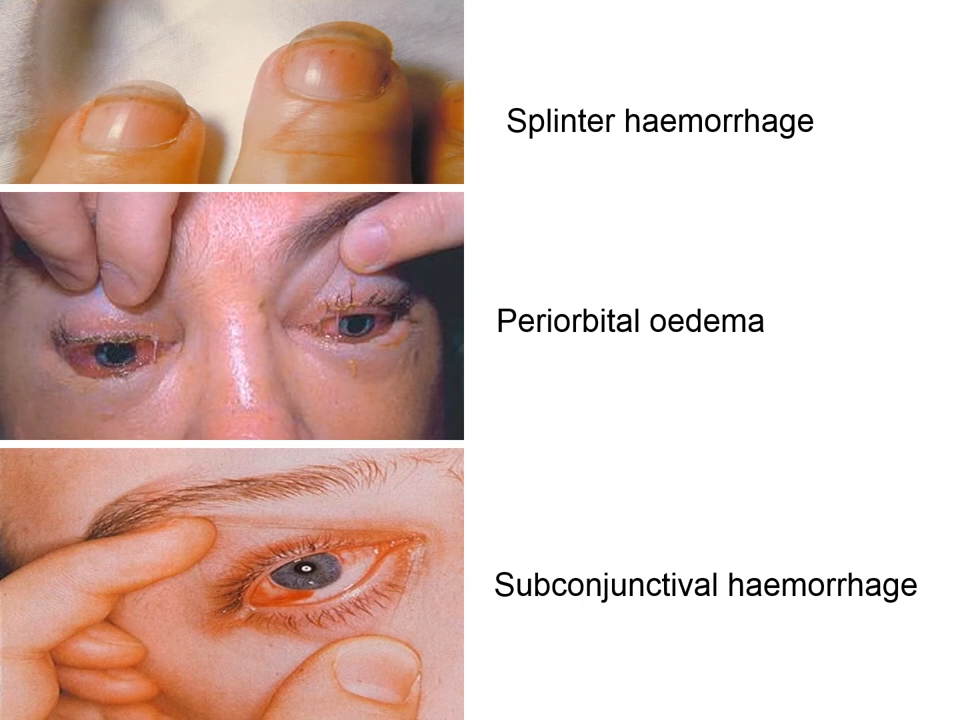 Splinter haemorrhage
Periorbital oedema
Subconjunctival haemorrhage